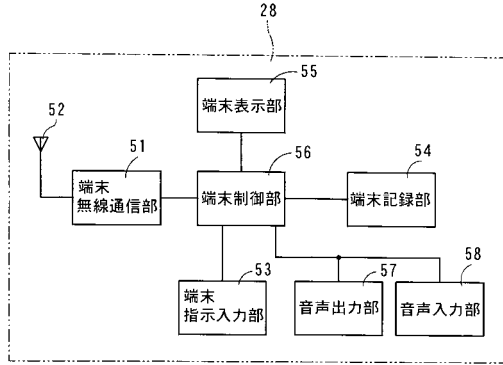 28
55
52
端末表示部
51
56
54
端末
無線通信部
端末制御部
端末記録部
53
57
58
端末
指示入力部
音声出力部
音声入力部